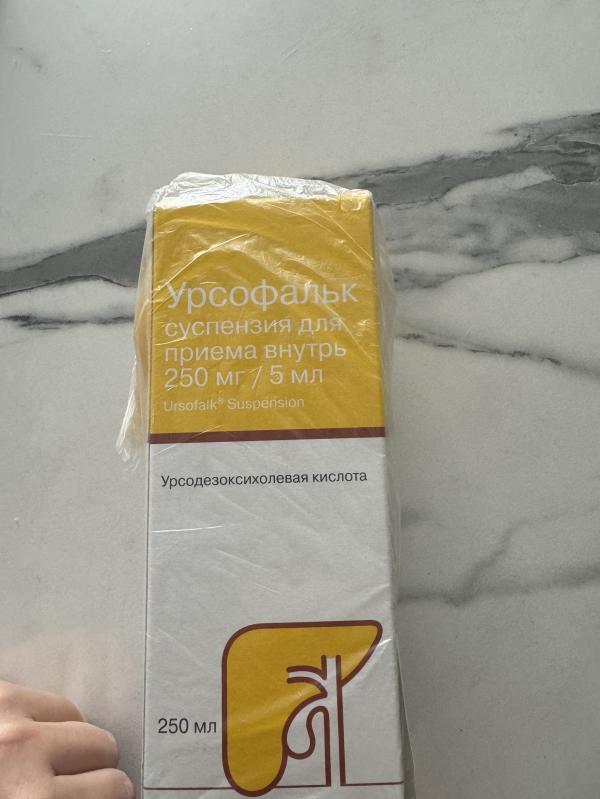 Урсофальк
суспензия для
приема внутрь
250 мг / 5 мл
Ursofalk® Suspension
Урсодезоксихолевая кислота
250 мл